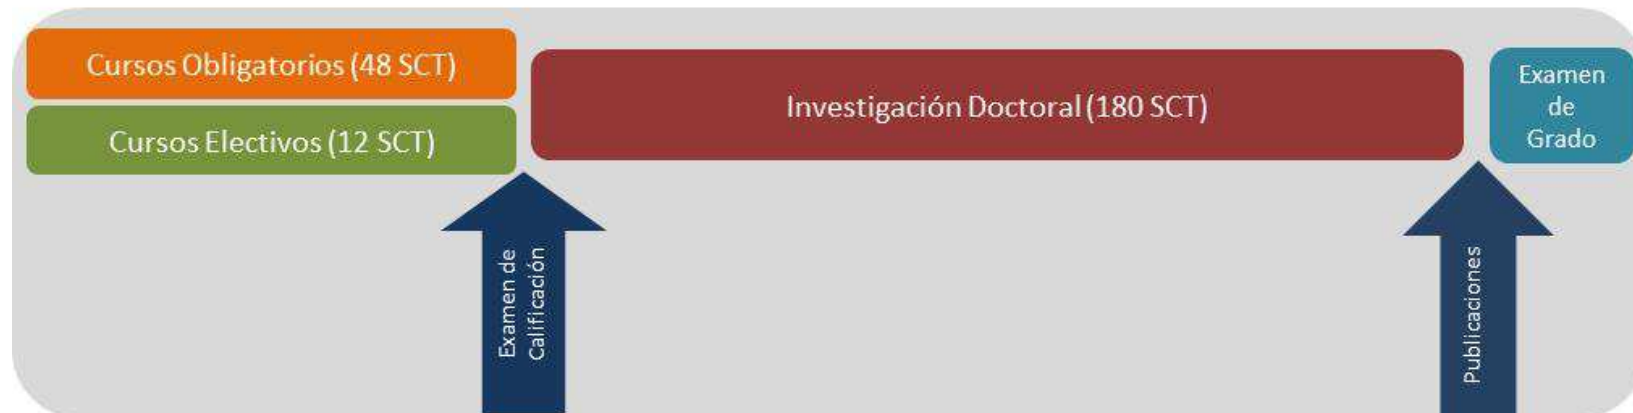 Cursos Obligatorios (48 SCT)
Cursos Electivos (12 SCT)
Investigación Doctoral (180 SCT)
Examen
de
Grado
Examen de
Calificación
Publicaciones